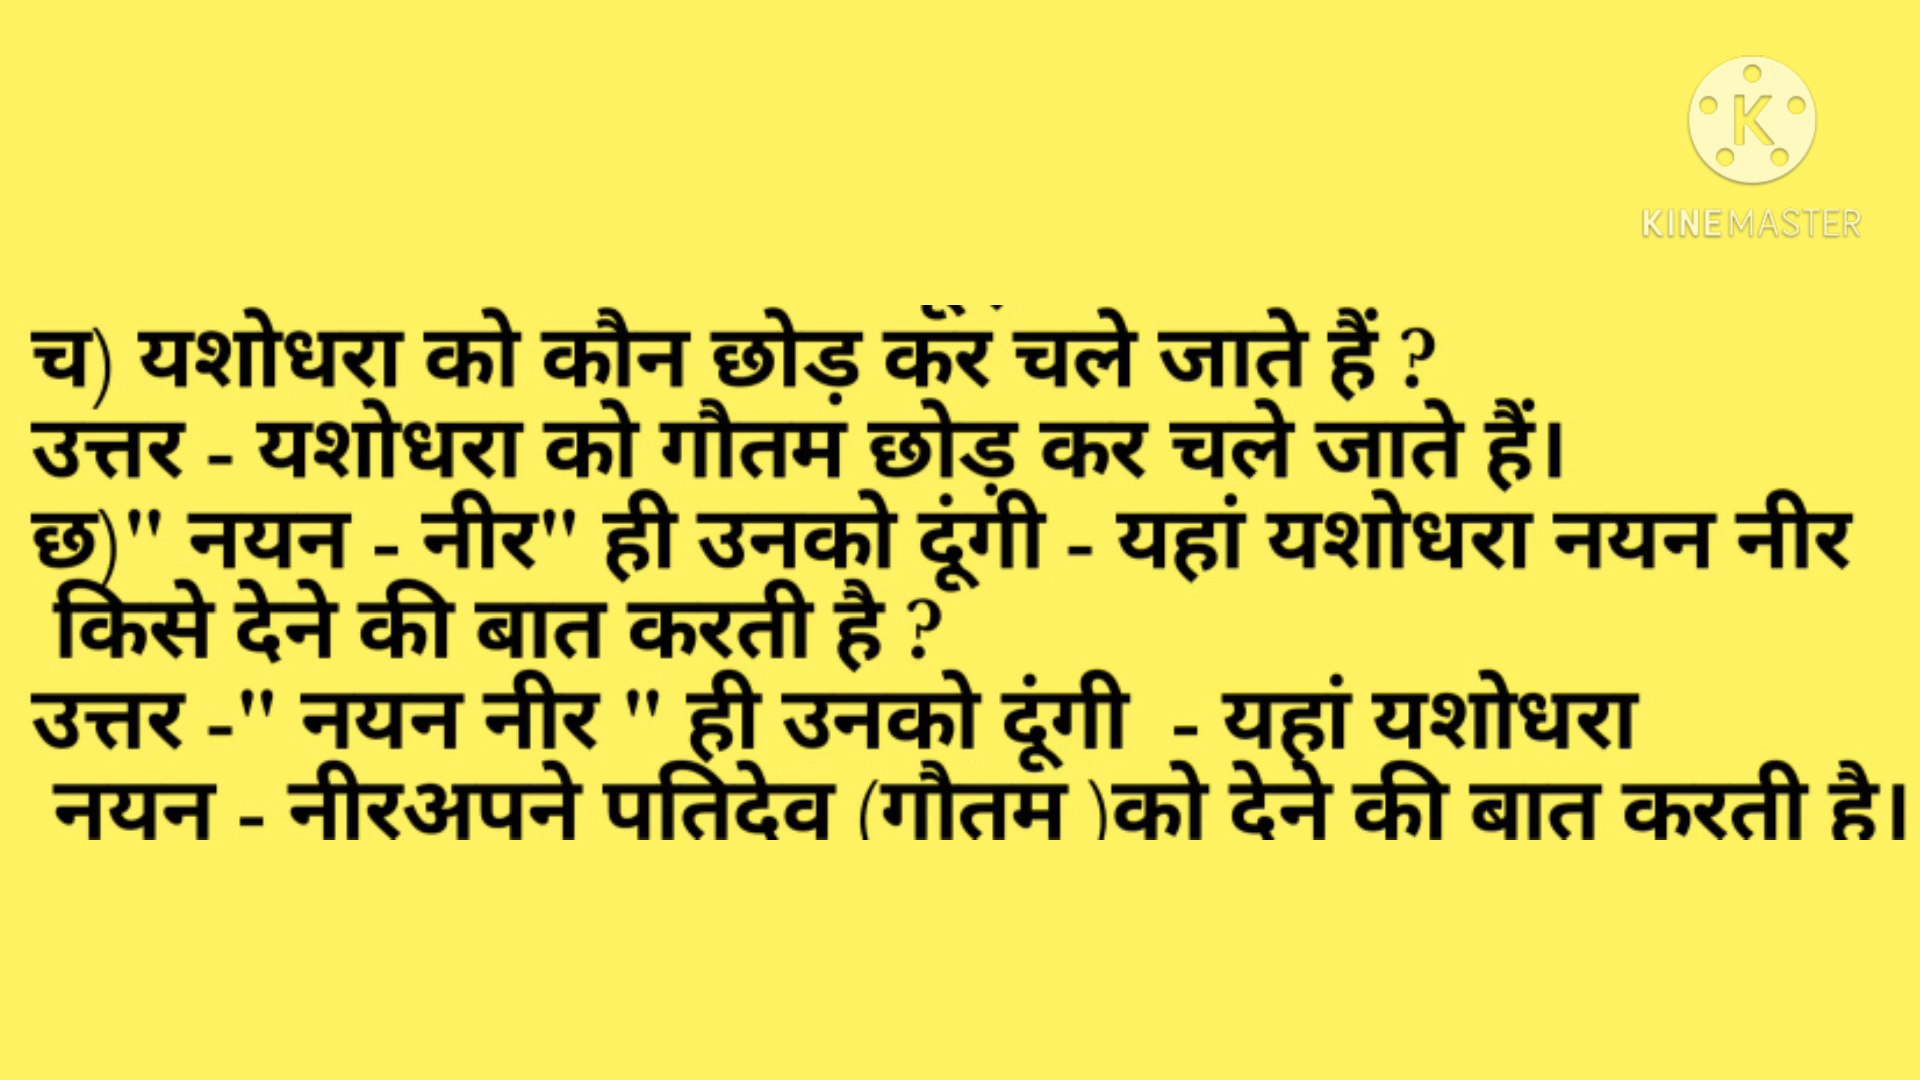 KINEMASTER
च) यशोधरा को कौन छोड़ कर चले जाते हैं ?
उत्तर - यशोधरा को गौतम छोड़ कर चले जाते हैं।
छ)" नयन - नीर" ही उनको दूंगी - यहां यशोधरा नयन नीर
किसे देने की बात करती है ?
उत्तर -" नयन नीर " ही उनको दूंगी - यहां यशोधरा
नयन - नीरअपने पतिदेव (गौतम )को देने की बात करती है।